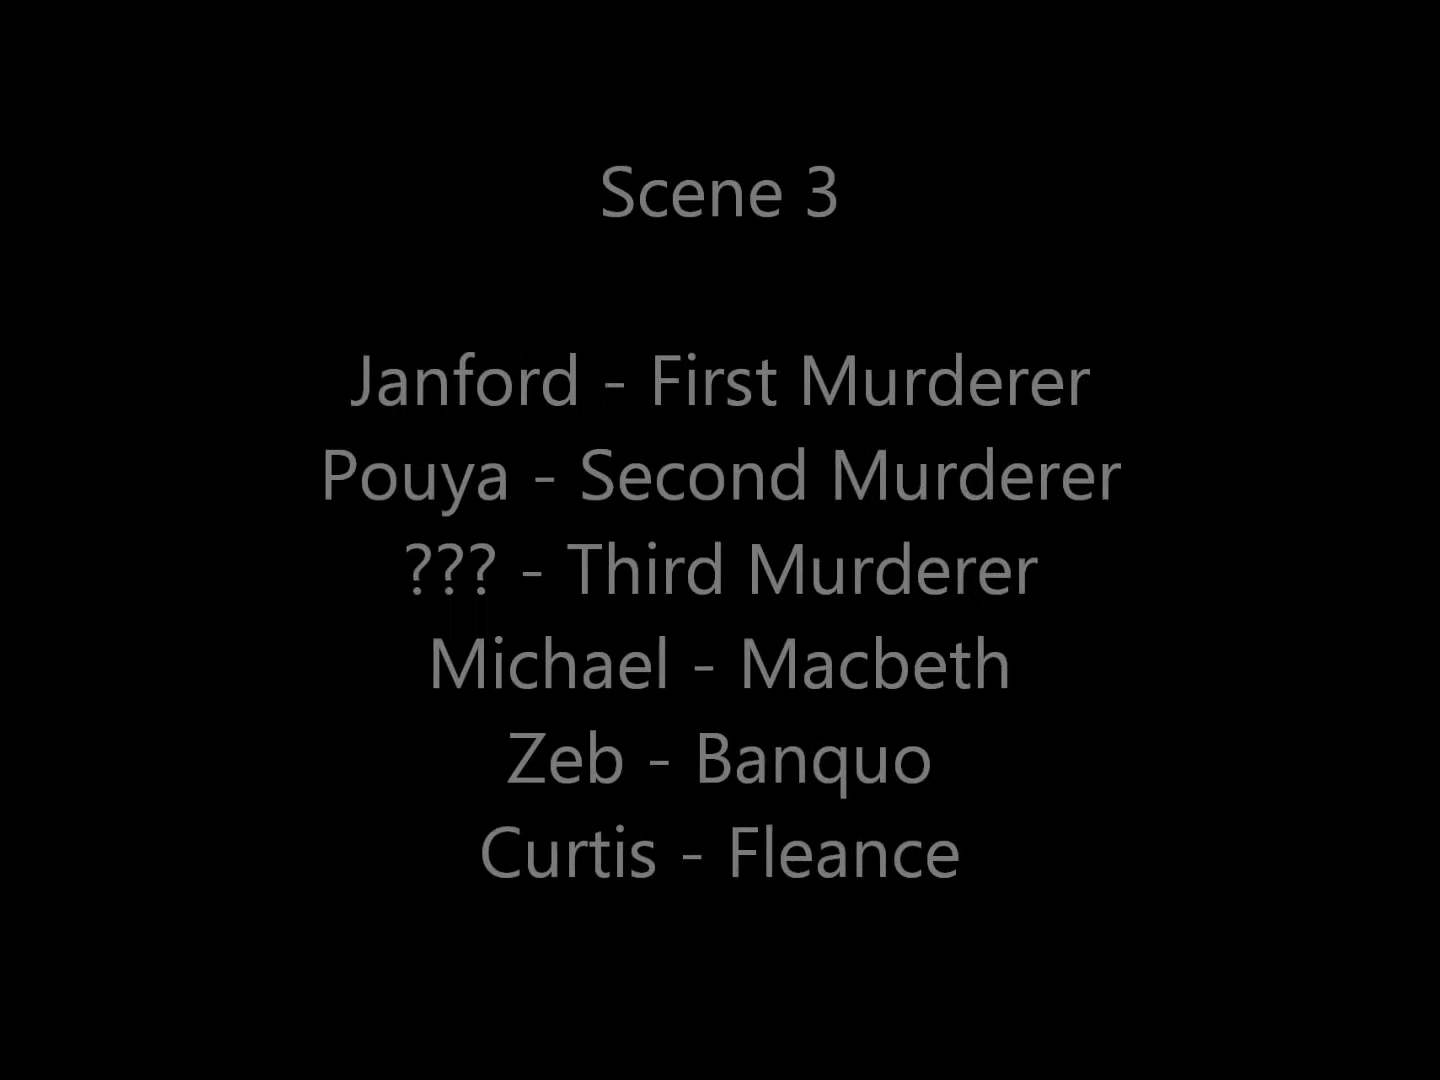 Scene 3
Janford - First Murderer
Pouya - Second Murderer
??? - Third Murderer
Michael - Macbeth
Zeb - Banquo
Curtis - Fleance